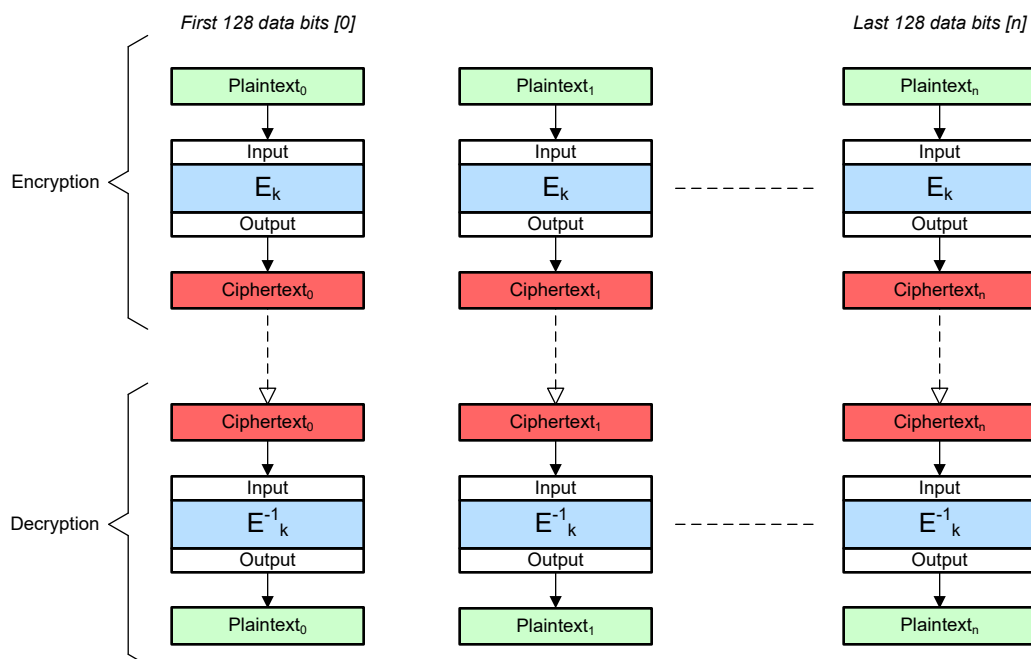 First 128 data bits [0]
Last 128 data bits [n]
Plaintext₀
Plaintext₁
Plaintextₙ
Input
Input
Input
Encryption
Eₖ
Eₖ
Eₖ
Output
Output
Output
Ciphertext₀
Ciphertext₁
Ciphertextₙ
Ciphertext₀
Ciphertext₁
Ciphertextₙ
Input
Input
Input
Decryption
E⁻¹ₖ
E⁻¹ₖ
E⁻¹ₖ
Output
Output
Output
Plaintext₀
Plaintext₁
Plaintextₙ